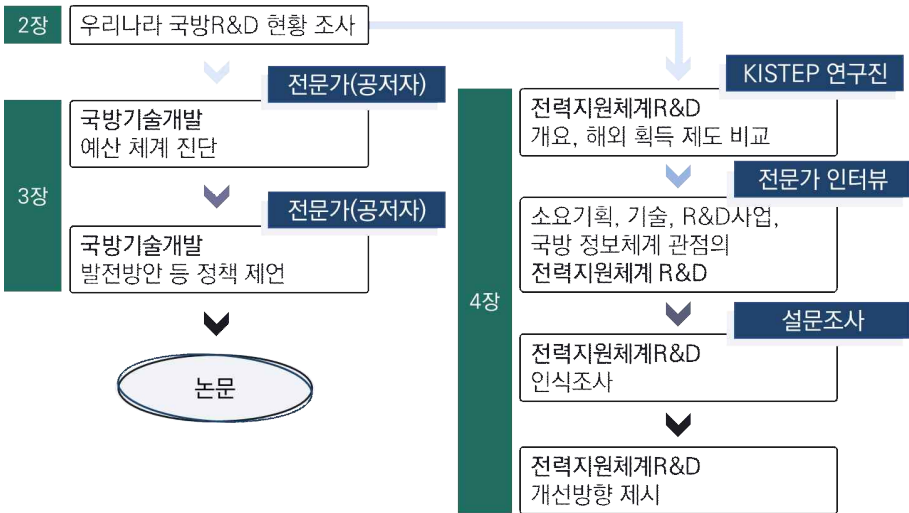 2장
우리나라 국방R&D 현황 조사
3장
전문가(공저자)
국방기술개발
예산 체계 진단
전문가(공저자)
국방기술개발
발전방안 등 정책 제언
논문
4장
KISTEP 연구진
전력지원체계R&D
개요, 해외 획득 제도 비교
전문가 인터뷰
소요기획, 기술, R&D사업,
국방 정보체계 관점의
전력지원체계 R&D
설문조사
전력지원체계R&D
인식조사
전력지원체계R&D
개선방향 제시